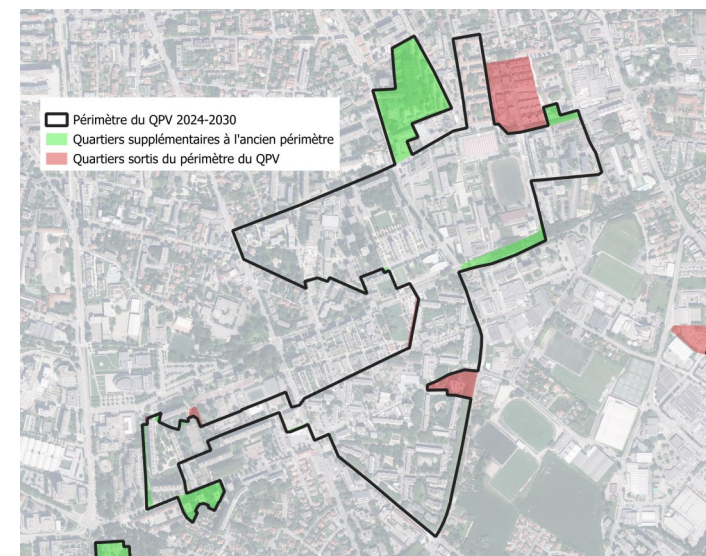 Périmètre du QPV 2024-2030
Quartiers supplémentaires à l'ancien périmètre
Quartiers sortis du périmètre du QPV